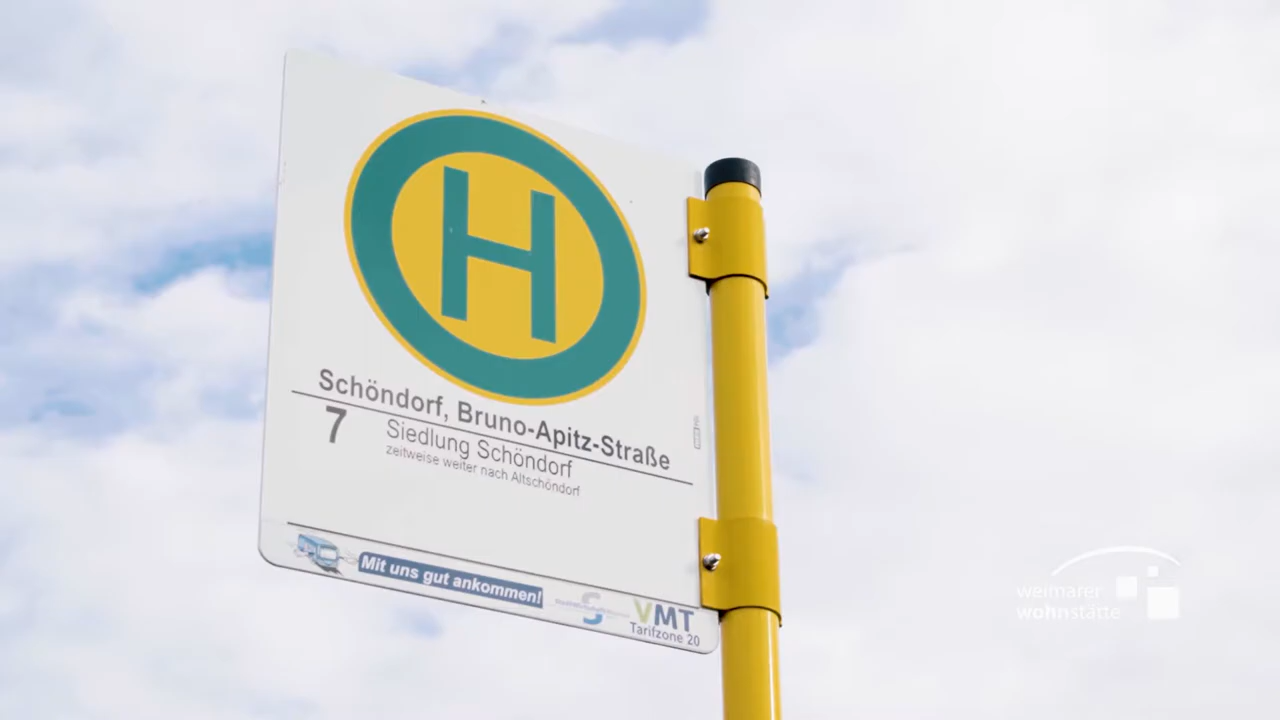 H
Schöndorf, Bruno-Apitz-Straße
7
Siedlung Schöndorf
zeitweise weiter nach Altschöndorf
Mit uns gut ankommen!
VMT
Tarifzone 20
weimarer
wohnstätte